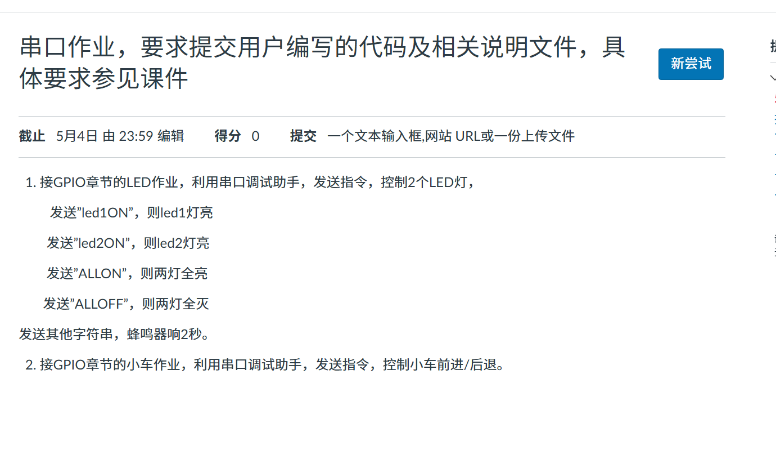 串口作业，要求提交用户编写的代码及相关说明文件，具
体要求参见课件
新尝试
截止 5月4日 由 23:59 编辑 得分 0 提交 一个文本输入框,网站 URL或一份上传文件
1. 接GPIO章节的LED作业，利用串口调试助手，发送指令，控制2个LED灯，
发送”led1ON”，则led1灯亮
发送”led2ON”，则led2灯亮
发送”ALLON”，则两灯全亮
发送”ALLOFF”，则两灯全灭
发送其他字符串，蜂鸣器响2秒。
2. 接GPIO章节的小车作业，利用串口调试助手，发送指令，控制小车前进/后退。